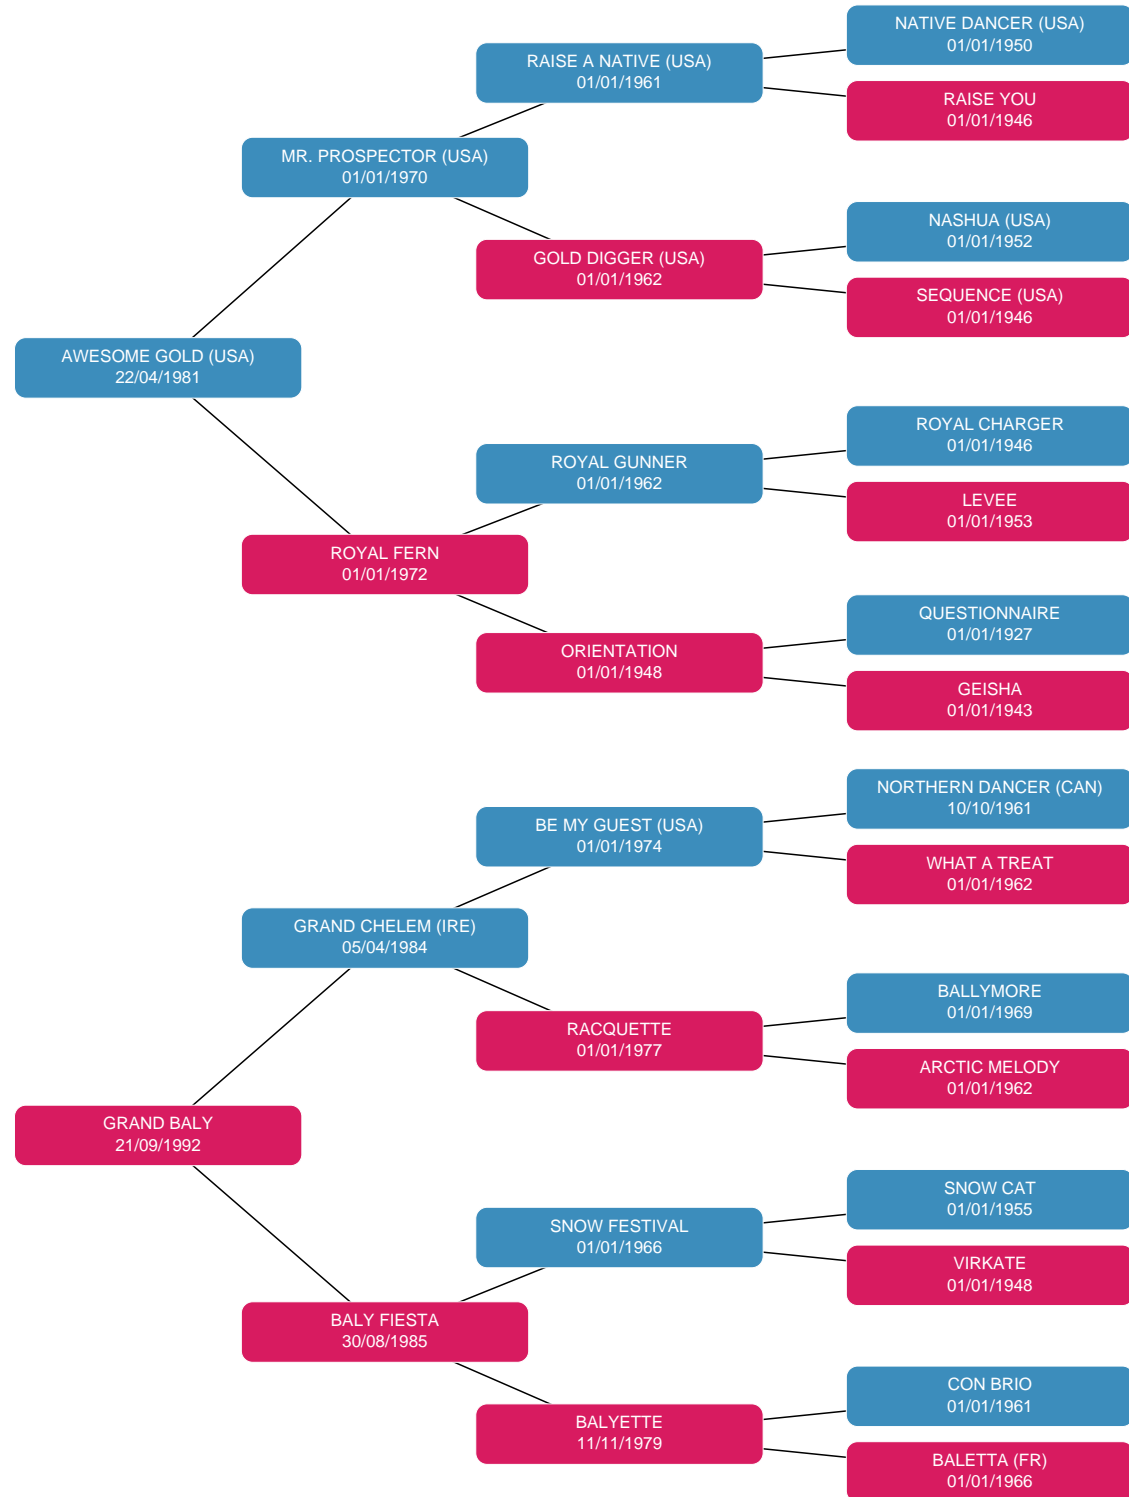 NATIVE DANCER (USA)
01/01/1950
RAISE A NATIVE (USA)
01/01/1961
RAISE YOU
01/01/1946
MR. PROSPECTOR (USA)
01/01/1970
NASHUA (USA)
01/01/1952
GOLD DIGGER (USA)
01/01/1962
SEQUENCE (USA)
01/01/1946
AWESOME GOLD (USA)
22/04/1981
ROYAL CHARGER
01/01/1946
ROYAL GUNNER
01/01/1962
LEVEE
01/01/1953
ROYAL FERN
01/01/1972
QUESTIONNAIRE
01/01/1927
ORIENTATION
01/01/1948
GEISHA
01/01/1943
NORTHERN DANCER (CAN)
10/10/1961
BE MY GUEST (USA)
01/01/1974
WHAT A TREAT
01/01/1962
GRAND CHELEM (IRE)
05/04/1984
BALLYMORE
01/01/1969
RACQUETTE
01/01/1977
ARCTIC MELODY
01/01/1962
GRAND BALY
21/09/1992
SNOW CAT
01/01/1955
SNOW FESTIVAL
01/01/1966
VIRKATE
01/01/1948
BALY FIESTA
30/08/1985
CON BRIO
01/01/1961
BALYETTE
11/11/1979
BALETTA (FR)
01/01/1966